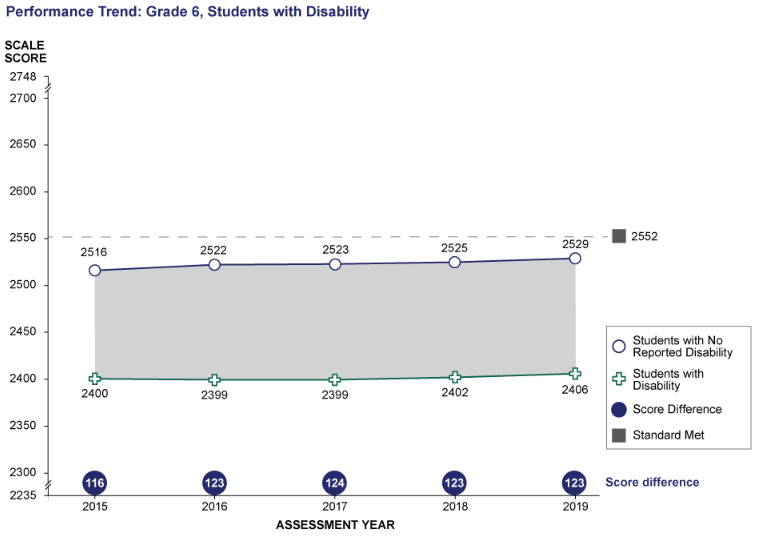 Performance Trend: Grade 6, Students with Disability
SCALE
SCORE
2748
2700
2650
2600
2550
2500
2450
2400
2350
2300
2235
2516
2522
2523
2525
2529
2552
2400
2399
2399
2402
2406
Students with No
Reported Disability
Students with
Disability
Score Difference
Standard Met
116
123
124
123
123
Score difference
2015
2016
2017
2018
2019
ASSESSMENT YEAR